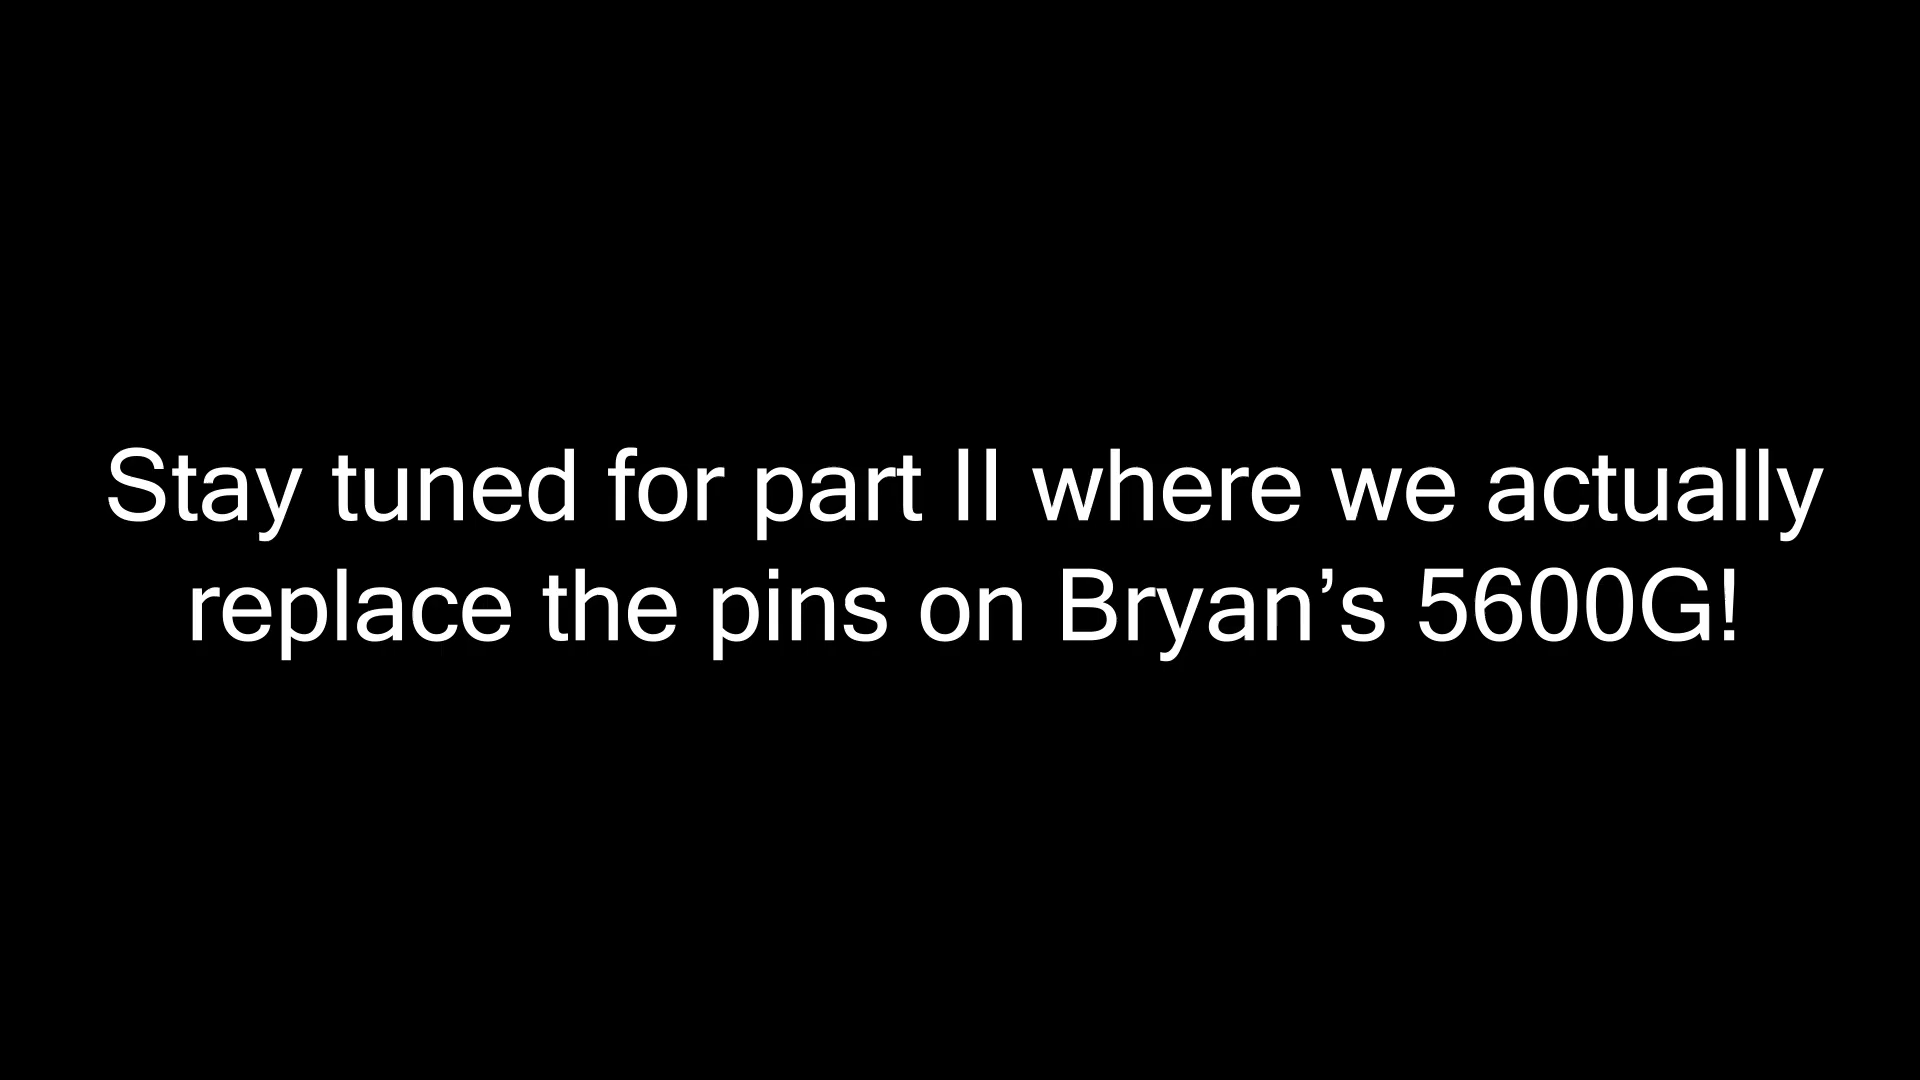 Stay tuned for part II where we actually
replace the pins on Bryan’s 5600G!